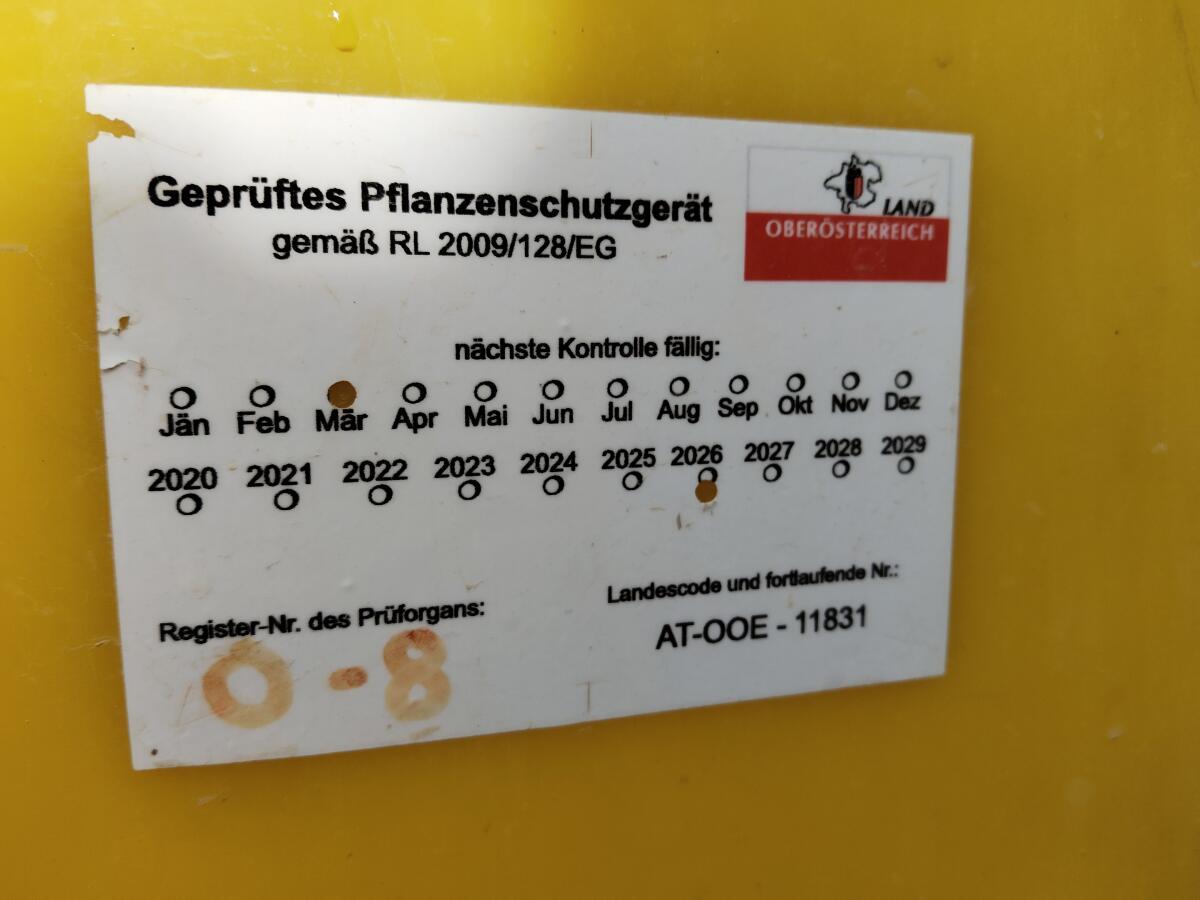 Geprüftes Pflanzenschutzgerät
gemäß RL 2009/128/EG
LAND
OBERÖSTERREICH
nächste Kontrolle fällig:
Jän Feb Mär Apr Mai Jun Jul Aug Sep Okt Nov Dez
2020 2021 2022 2023 2024 2025 2026 2027 2028 2029
Register-Nr. des Prüforgans:
O-8
Landescode und fortlaufende Nr.:
AT-OOE - 11831